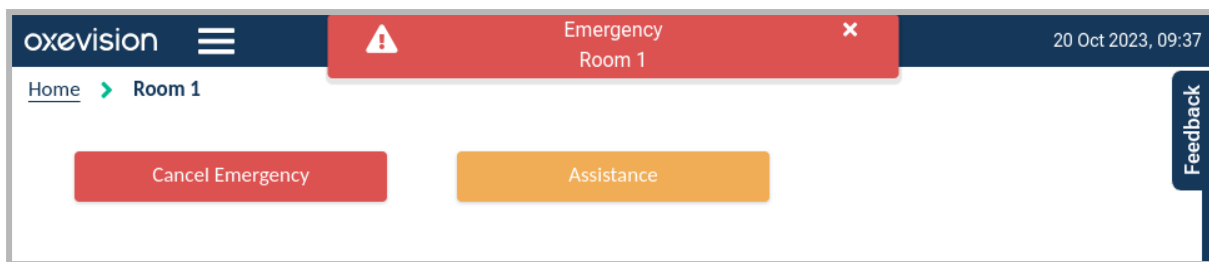 oxevision
Emergency
Room 1
20 Oct 2023, 09:37
Home
Room 1
Feedback
Cancel Emergency
Assistance